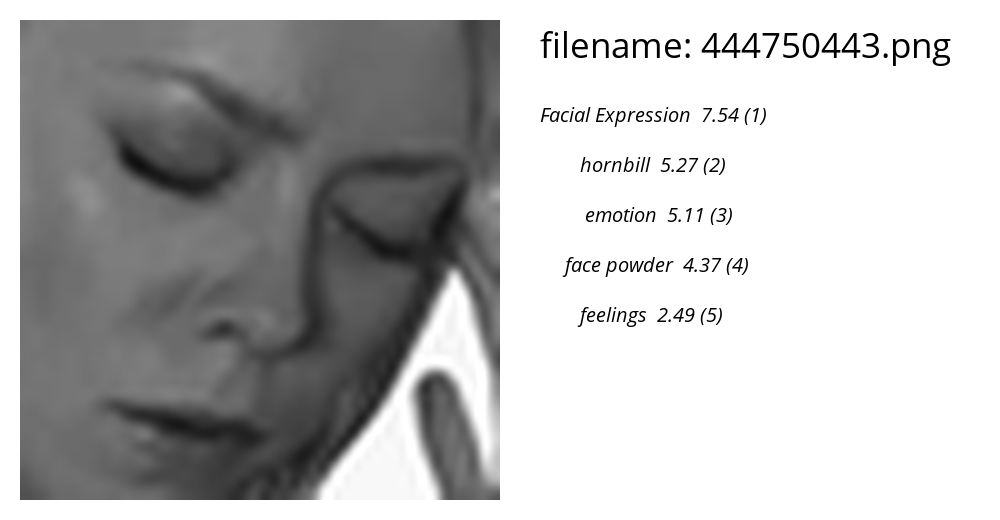 filename: 444750443.png
Facial Expression 7.54 (1)
hornbill 5.27 (2)
emotion 5.11 (3)
face powder 4.37 (4)
feelings 2.49 (5)